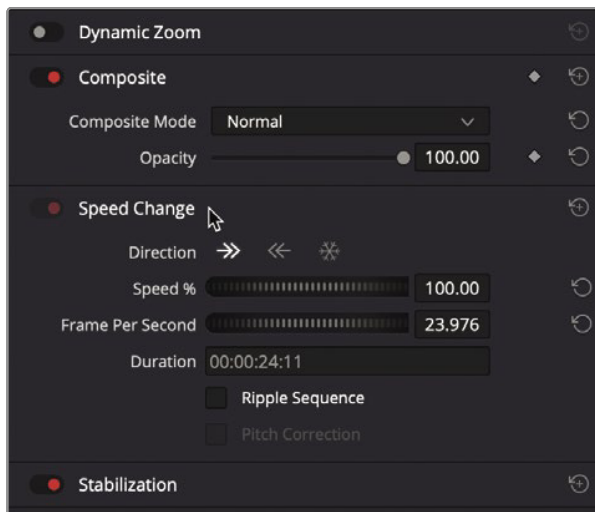 Dynamic Zoom
Composite
Composite Mode Normal
Opacity 100.00
Speed Change
Direction
Speed % 100.00
Frame Per Second 23.976
Duration 00:00:24:11
Ripple Sequence
Pitch Correction
Stabilization